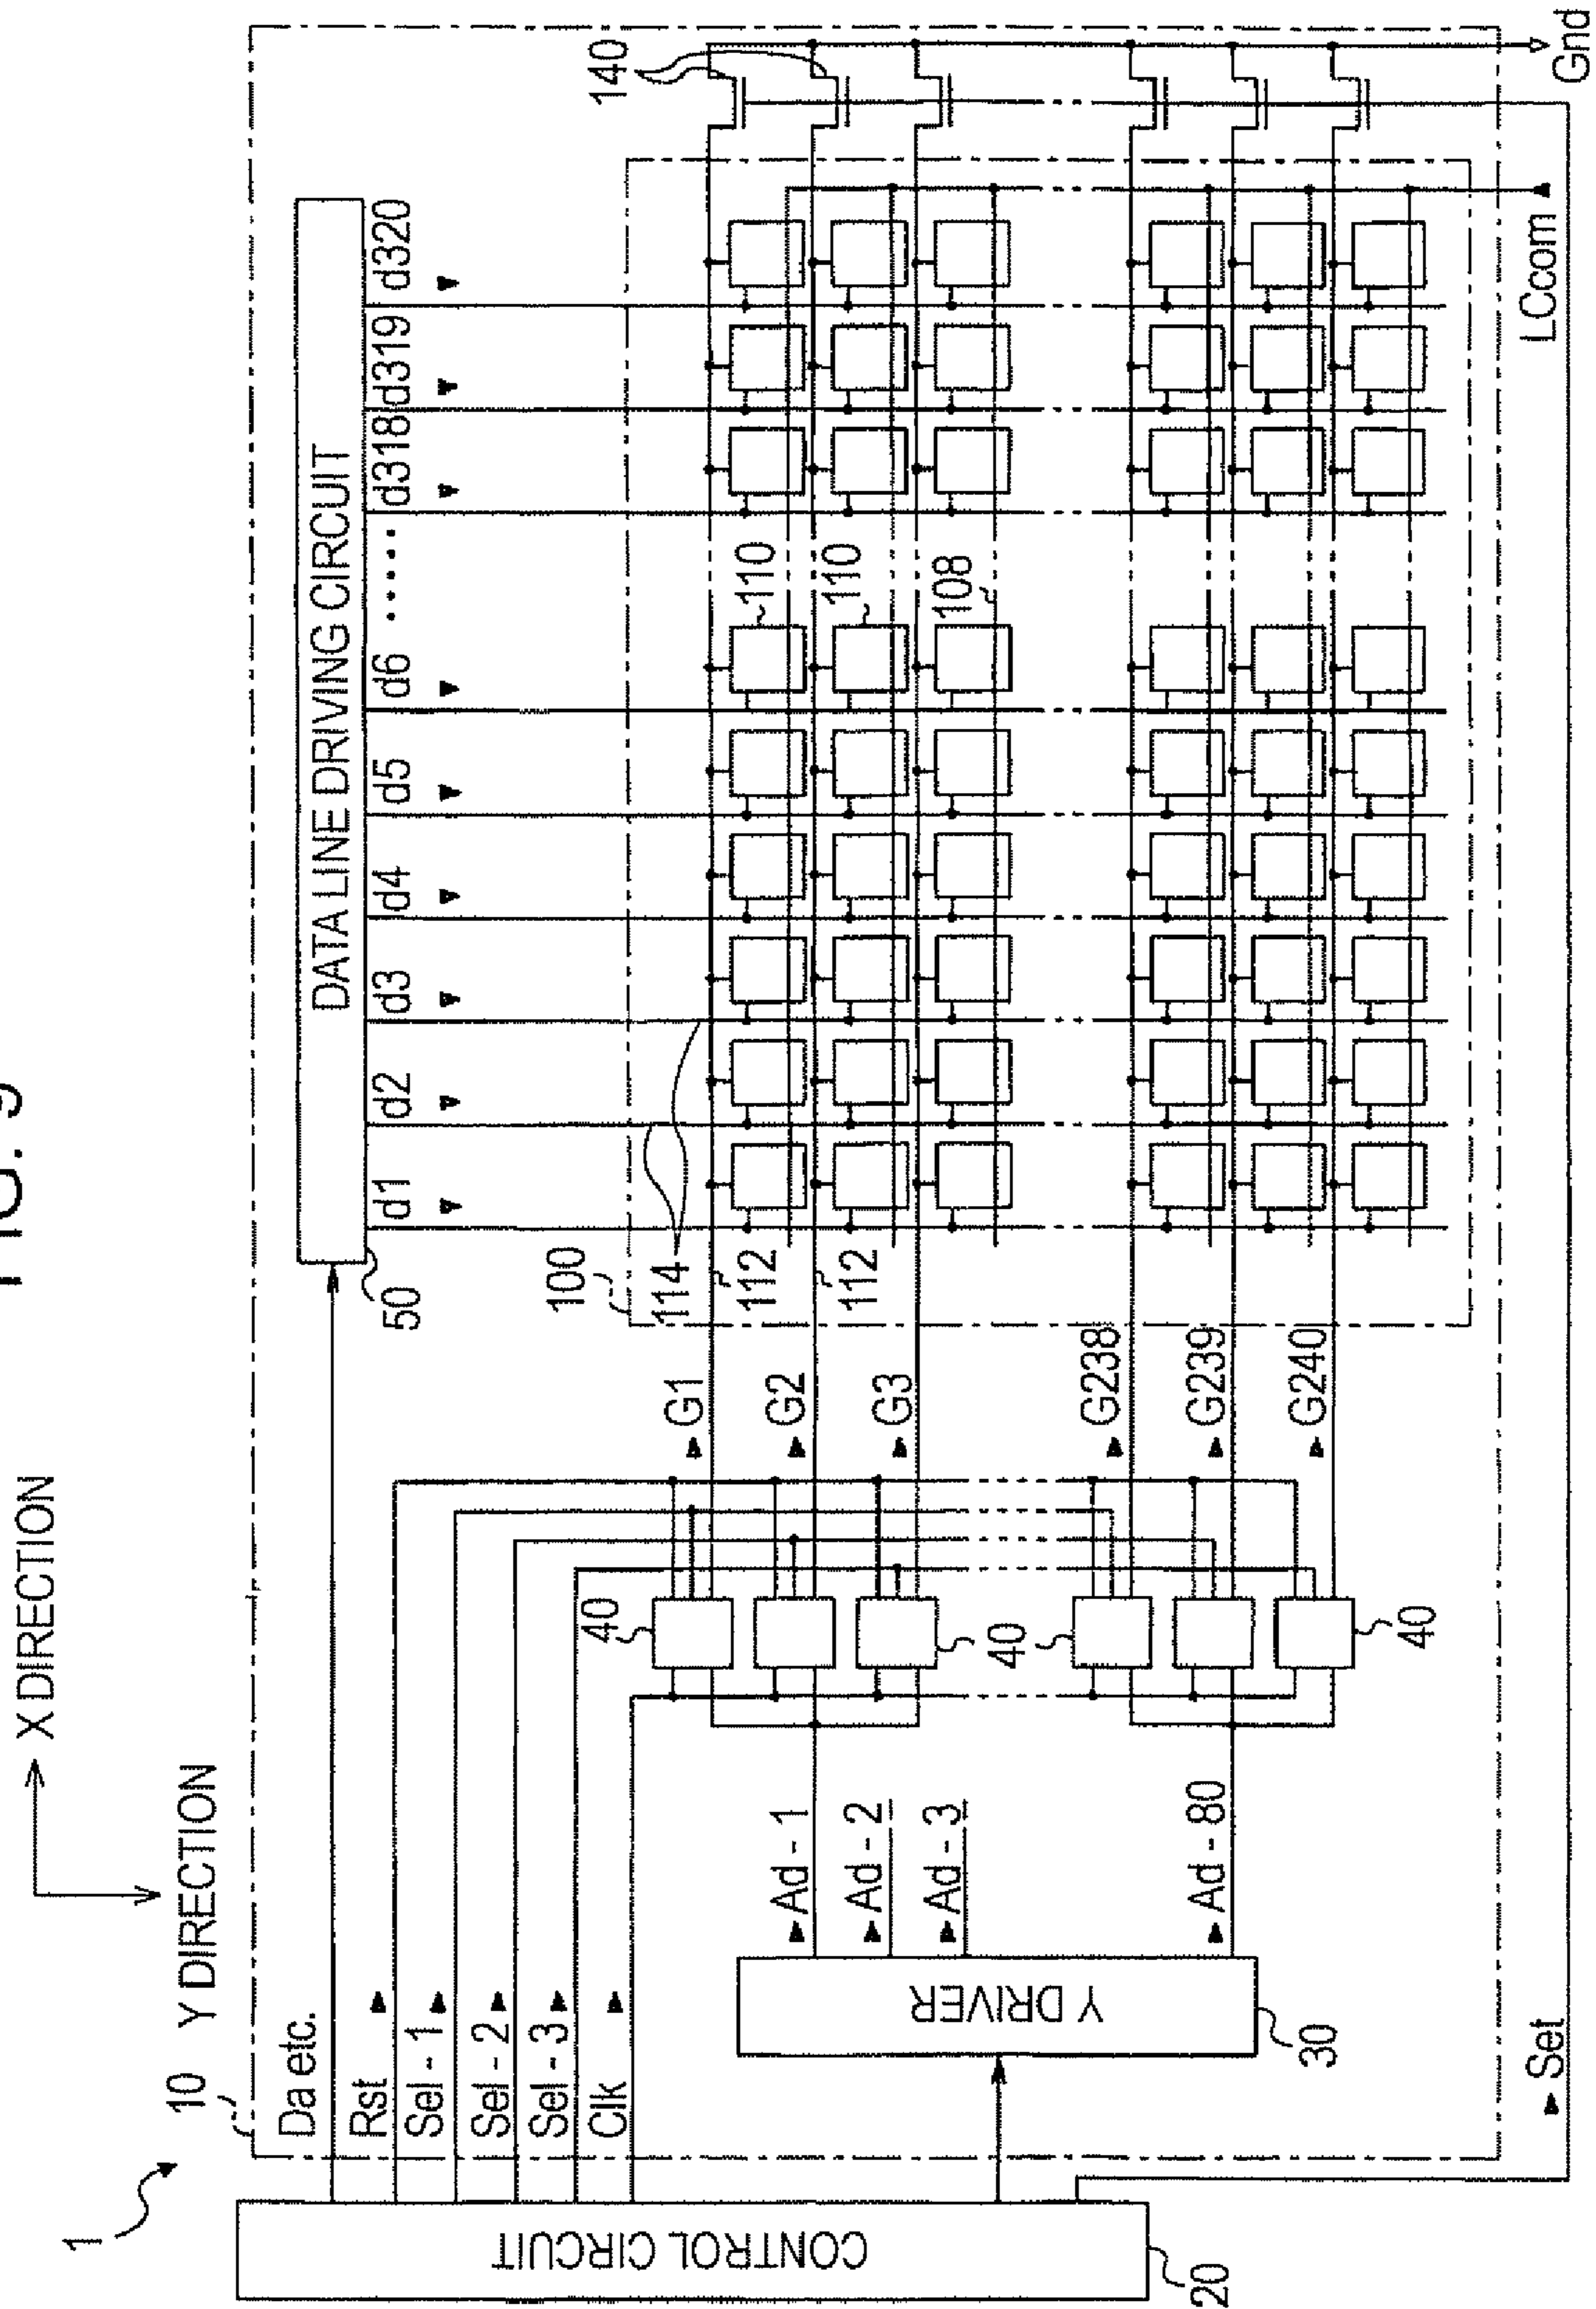 FIG. 9
X DIRECTION
Y DIRECTION
1
10
CONTROL CIRCUIT
20
Da etc.
Rst
Sel - 1
Sel - 2
Sel - 3
Clk
Set
Y DRIVER
30
Ad - 1
Ad - 2
Ad - 3
Ad - 80
40
40
40
G1
G2
G3
G238
G239
G240
DATA LINE DRIVING CIRCUIT
50
d1
d2
d3
d4
d5
d6
.....
d318
d319
d320
100
114
112
112
110
110
108
140
LCcom
Gnd